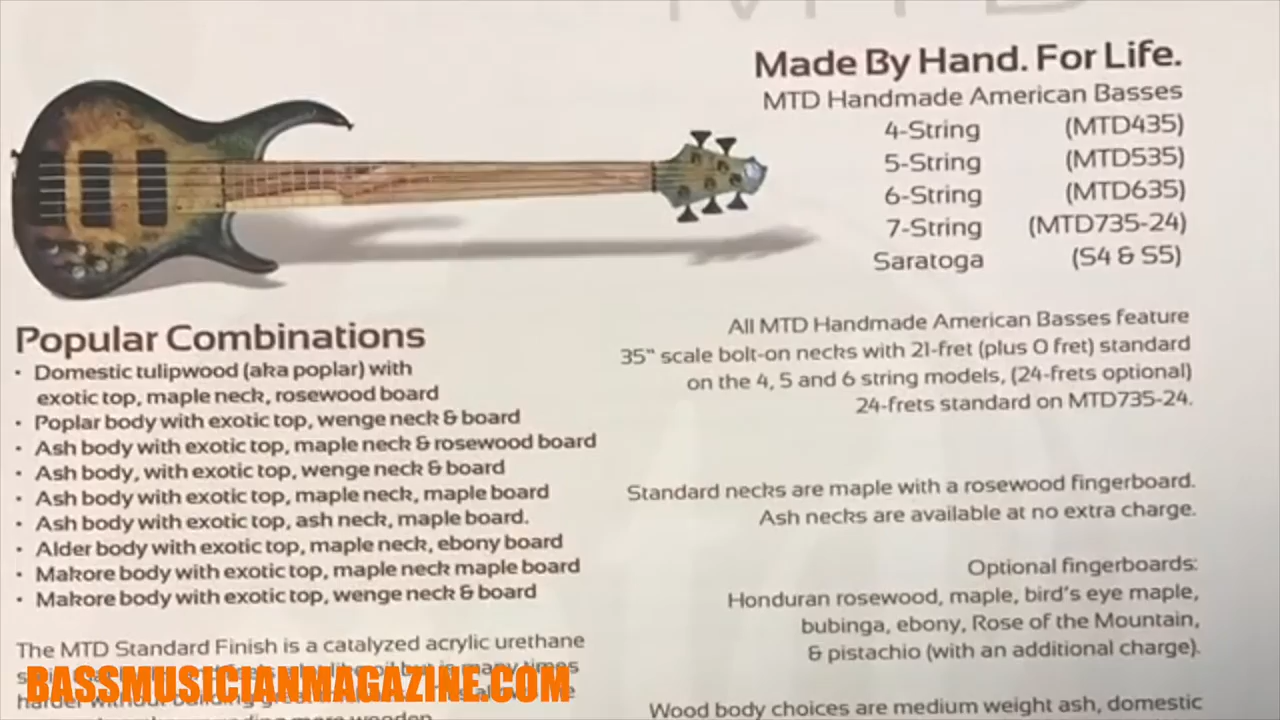 MTD
Made By Hand. For Life.
MTD Handmade American Basses
4-String (MTD435)
5-String (MTD535)
6-String (MTD635)
7-String (MTD735-24)
Saratoga (S4 & S5)
Popular Combinations
• Domestic tulipwood (aka poplar) with
exotic top, maple neck, rosewood board
• Poplar body with exotic top, wenge neck & board
• Ash body with exotic top, maple neck & rosewood board
• Ash body, with exotic top, wenge neck & board
• Ash body with exotic top, maple neck, maple board
• Ash body with exotic top, ash neck, maple board.
• Alder body with exotic top, maple neck, ebony board
• Makore body with exotic top, maple neck maple board
• Makore body with exotic top, wenge neck & board
The MTD Standard Finish is a catalyzed acrylic urethane
is many times
harder without building
more wooden
All MTD Handmade American Basses feature
35" scale bolt-on necks with 21-fret (plus 0 fret) standard
on the 4, 5 and 6 string models, (24-frets optional)
24-frets standard on MTD735-24.
Standard necks are maple with a rosewood fingerboard.
Ash necks are available at no extra charge.
Optional fingerboards:
Honduran rosewood, maple, bird's eye maple,
bubinga, ebony, Rose of the Mountain,
& pistachio (with an additional charge).
Wood body choices are medium weight ash, domestic
BASSMUSICIANMAGAZINE.COM